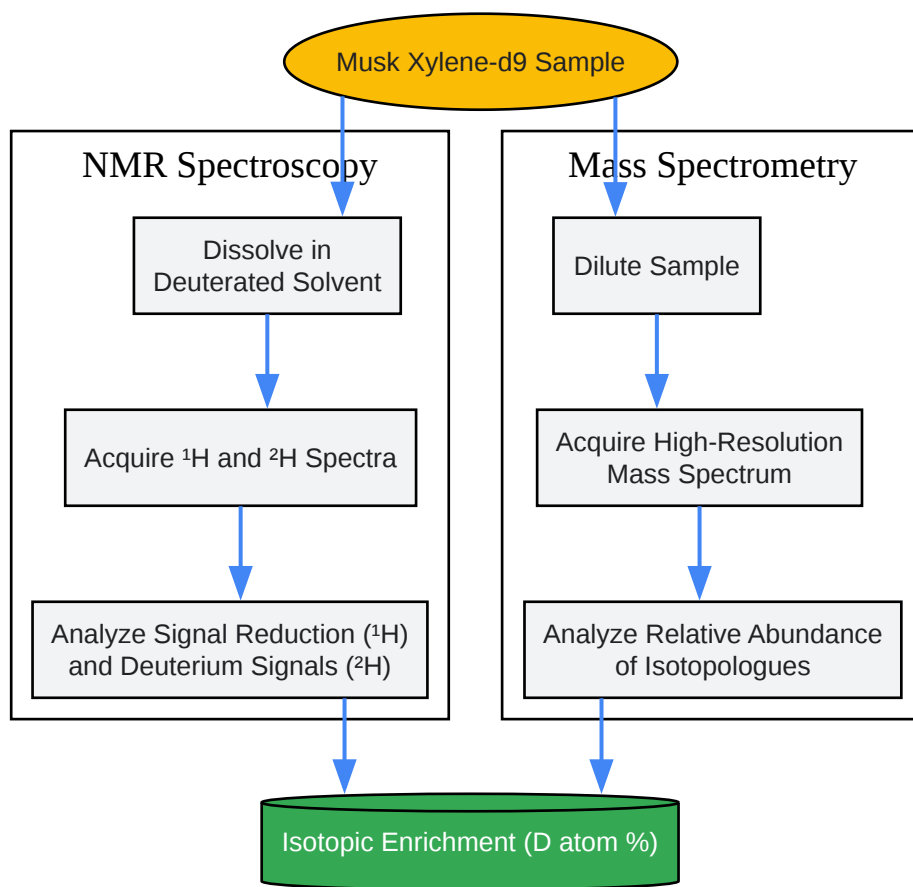 Musk Xylene-d9 Sample
NMR Spectroscopy
Dissolve in
Deuterated Solvent
Acquire ¹H and ²H Spectra
Analyze Signal Reduction (¹H)
and Deuterium Signals (²H)
Mass Spectrometry
Dilute Sample
Acquire High-Resolution
Mass Spectrum
Analyze Relative Abundance
of Isotopologues
Isotopic Enrichment (D atom %)